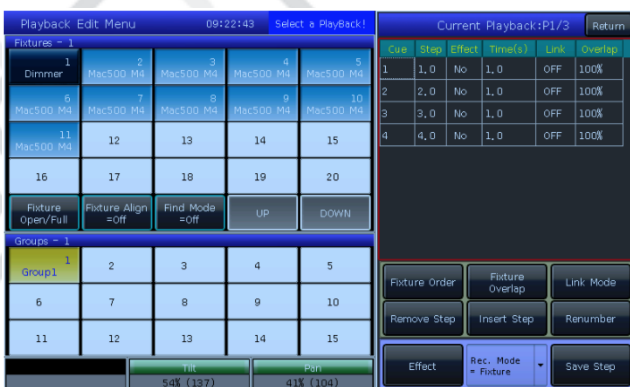 Playback Edit Menu 09:22:43 Select a PlayBack!
Fixtures - 1
1 Dimmer
2 Mac500 M4
3 Mac500 M4
4 Mac500 M4
5 Mac500 M4
6 Mac500 M4
7 Mac500 M4
8 Mac500 M4
9 Mac500 M4
10 Mac500 M4
11 Mac500 M4
12 13 14 15
16 17 18 19 20
Fixture Open/Full
Fixture Align =Off
Find Mode =Off
UP
DOWN
Groups - 1
1 Group1
2 3 4 5
6 7 8 9 10
11 12 13 14 15
Tilt
54% (137)
Pan
41% (104)
Current Playback:P1/3 Return
Cue Step Effect Time(s) Link Overlap
1 1.0 No 1.0 OFF 100%
2 2.0 No 1.0 OFF 100%
3 3.0 No 1.0 OFF 100%
4 4.0 No 1.0 OFF 100%
Fixture Order
Fixture Overlap
Link Mode
Remove Step
Insert Step
Renumber
Effect
Rec. Mode = Fixture
Save Step